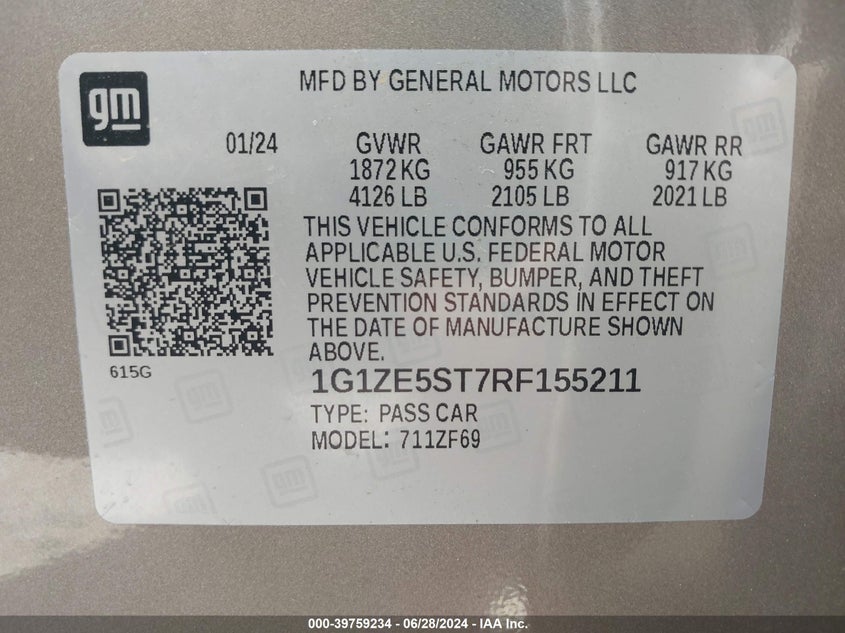 gm
MFD BY GENERAL MOTORS LLC
01/24 GVWR GAWR FRT GAWR RR
1872 KG 955 KG 917 KG
4126 LB 2105 LB 2021 LB
THIS VEHICLE CONFORMS TO ALL
APPLICABLE U.S. FEDERAL MOTOR
VEHICLE SAFETY, BUMPER, AND THEFT
PREVENTION STANDARDS IN EFFECT ON
THE DATE OF MANUFACTURE SHOWN
ABOVE.
615G
1G1ZE5ST7RF155211
TYPE: PASS CAR
MODEL: 711ZF69
000-39759234 - 06/28/2024 - IAA Inc.